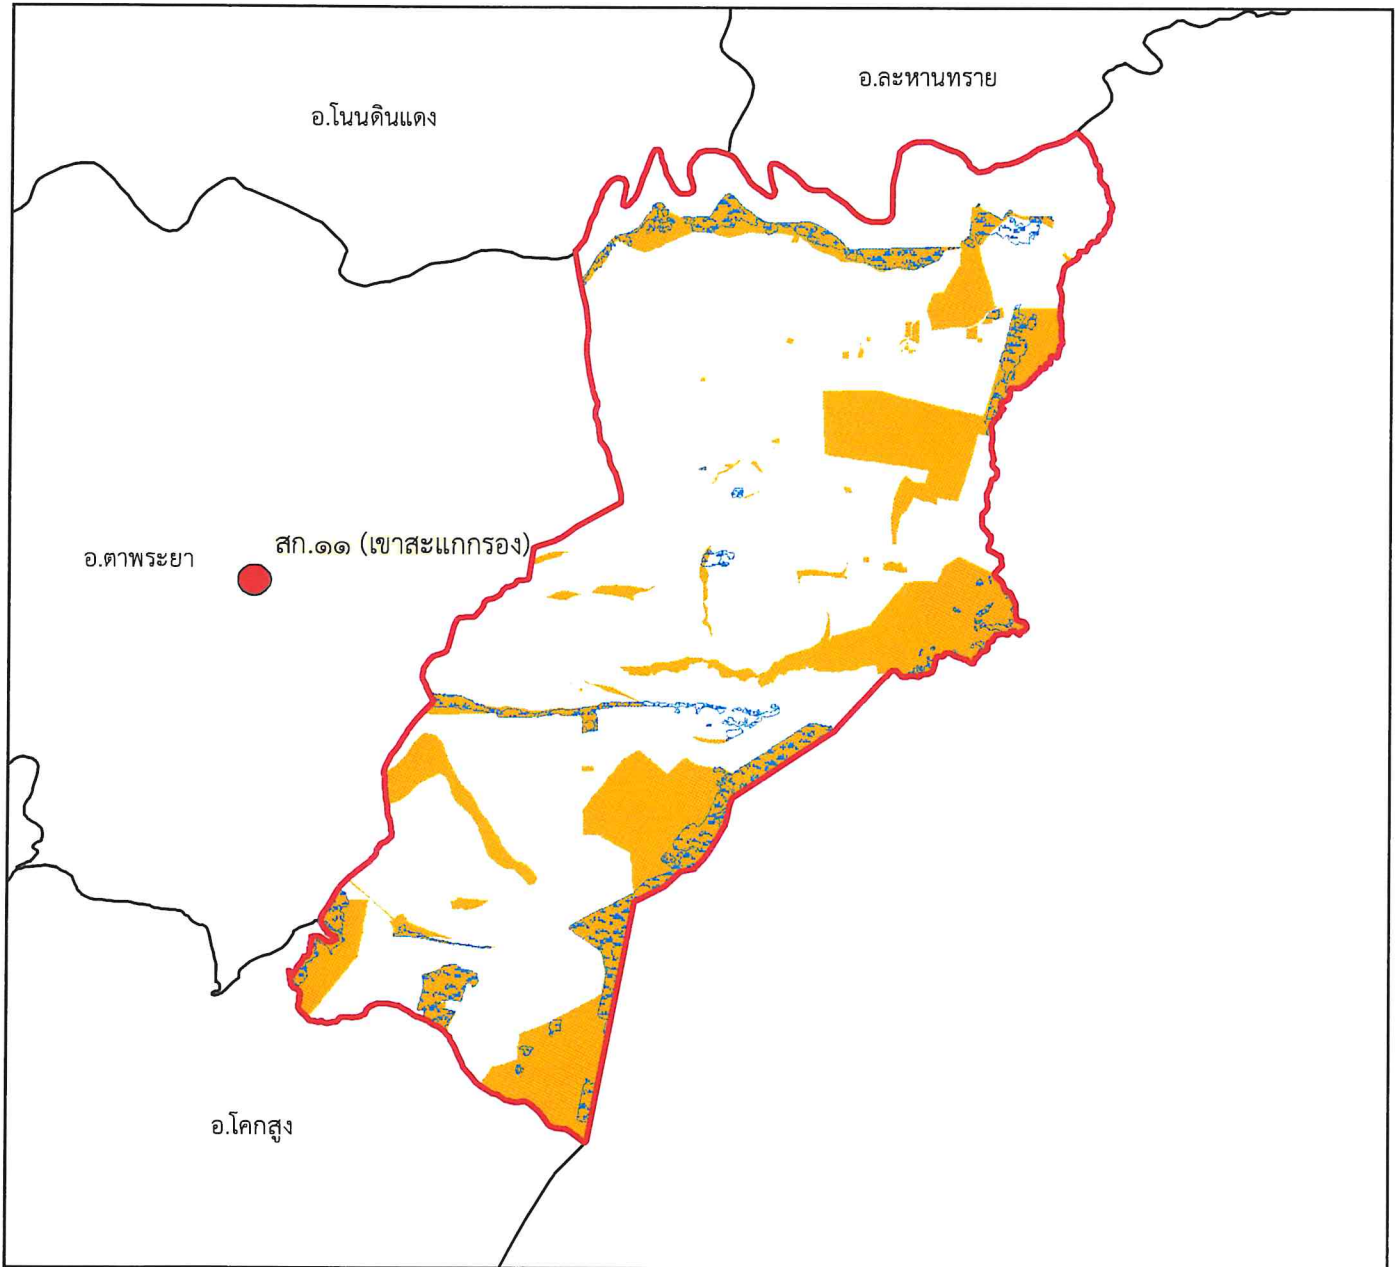 อ.ละหานทราย
อ.โนนดินแดง
สก.๑๑ (เขาสะแกกรอง)
อ.ตาพระยา
อ.โคกสูง